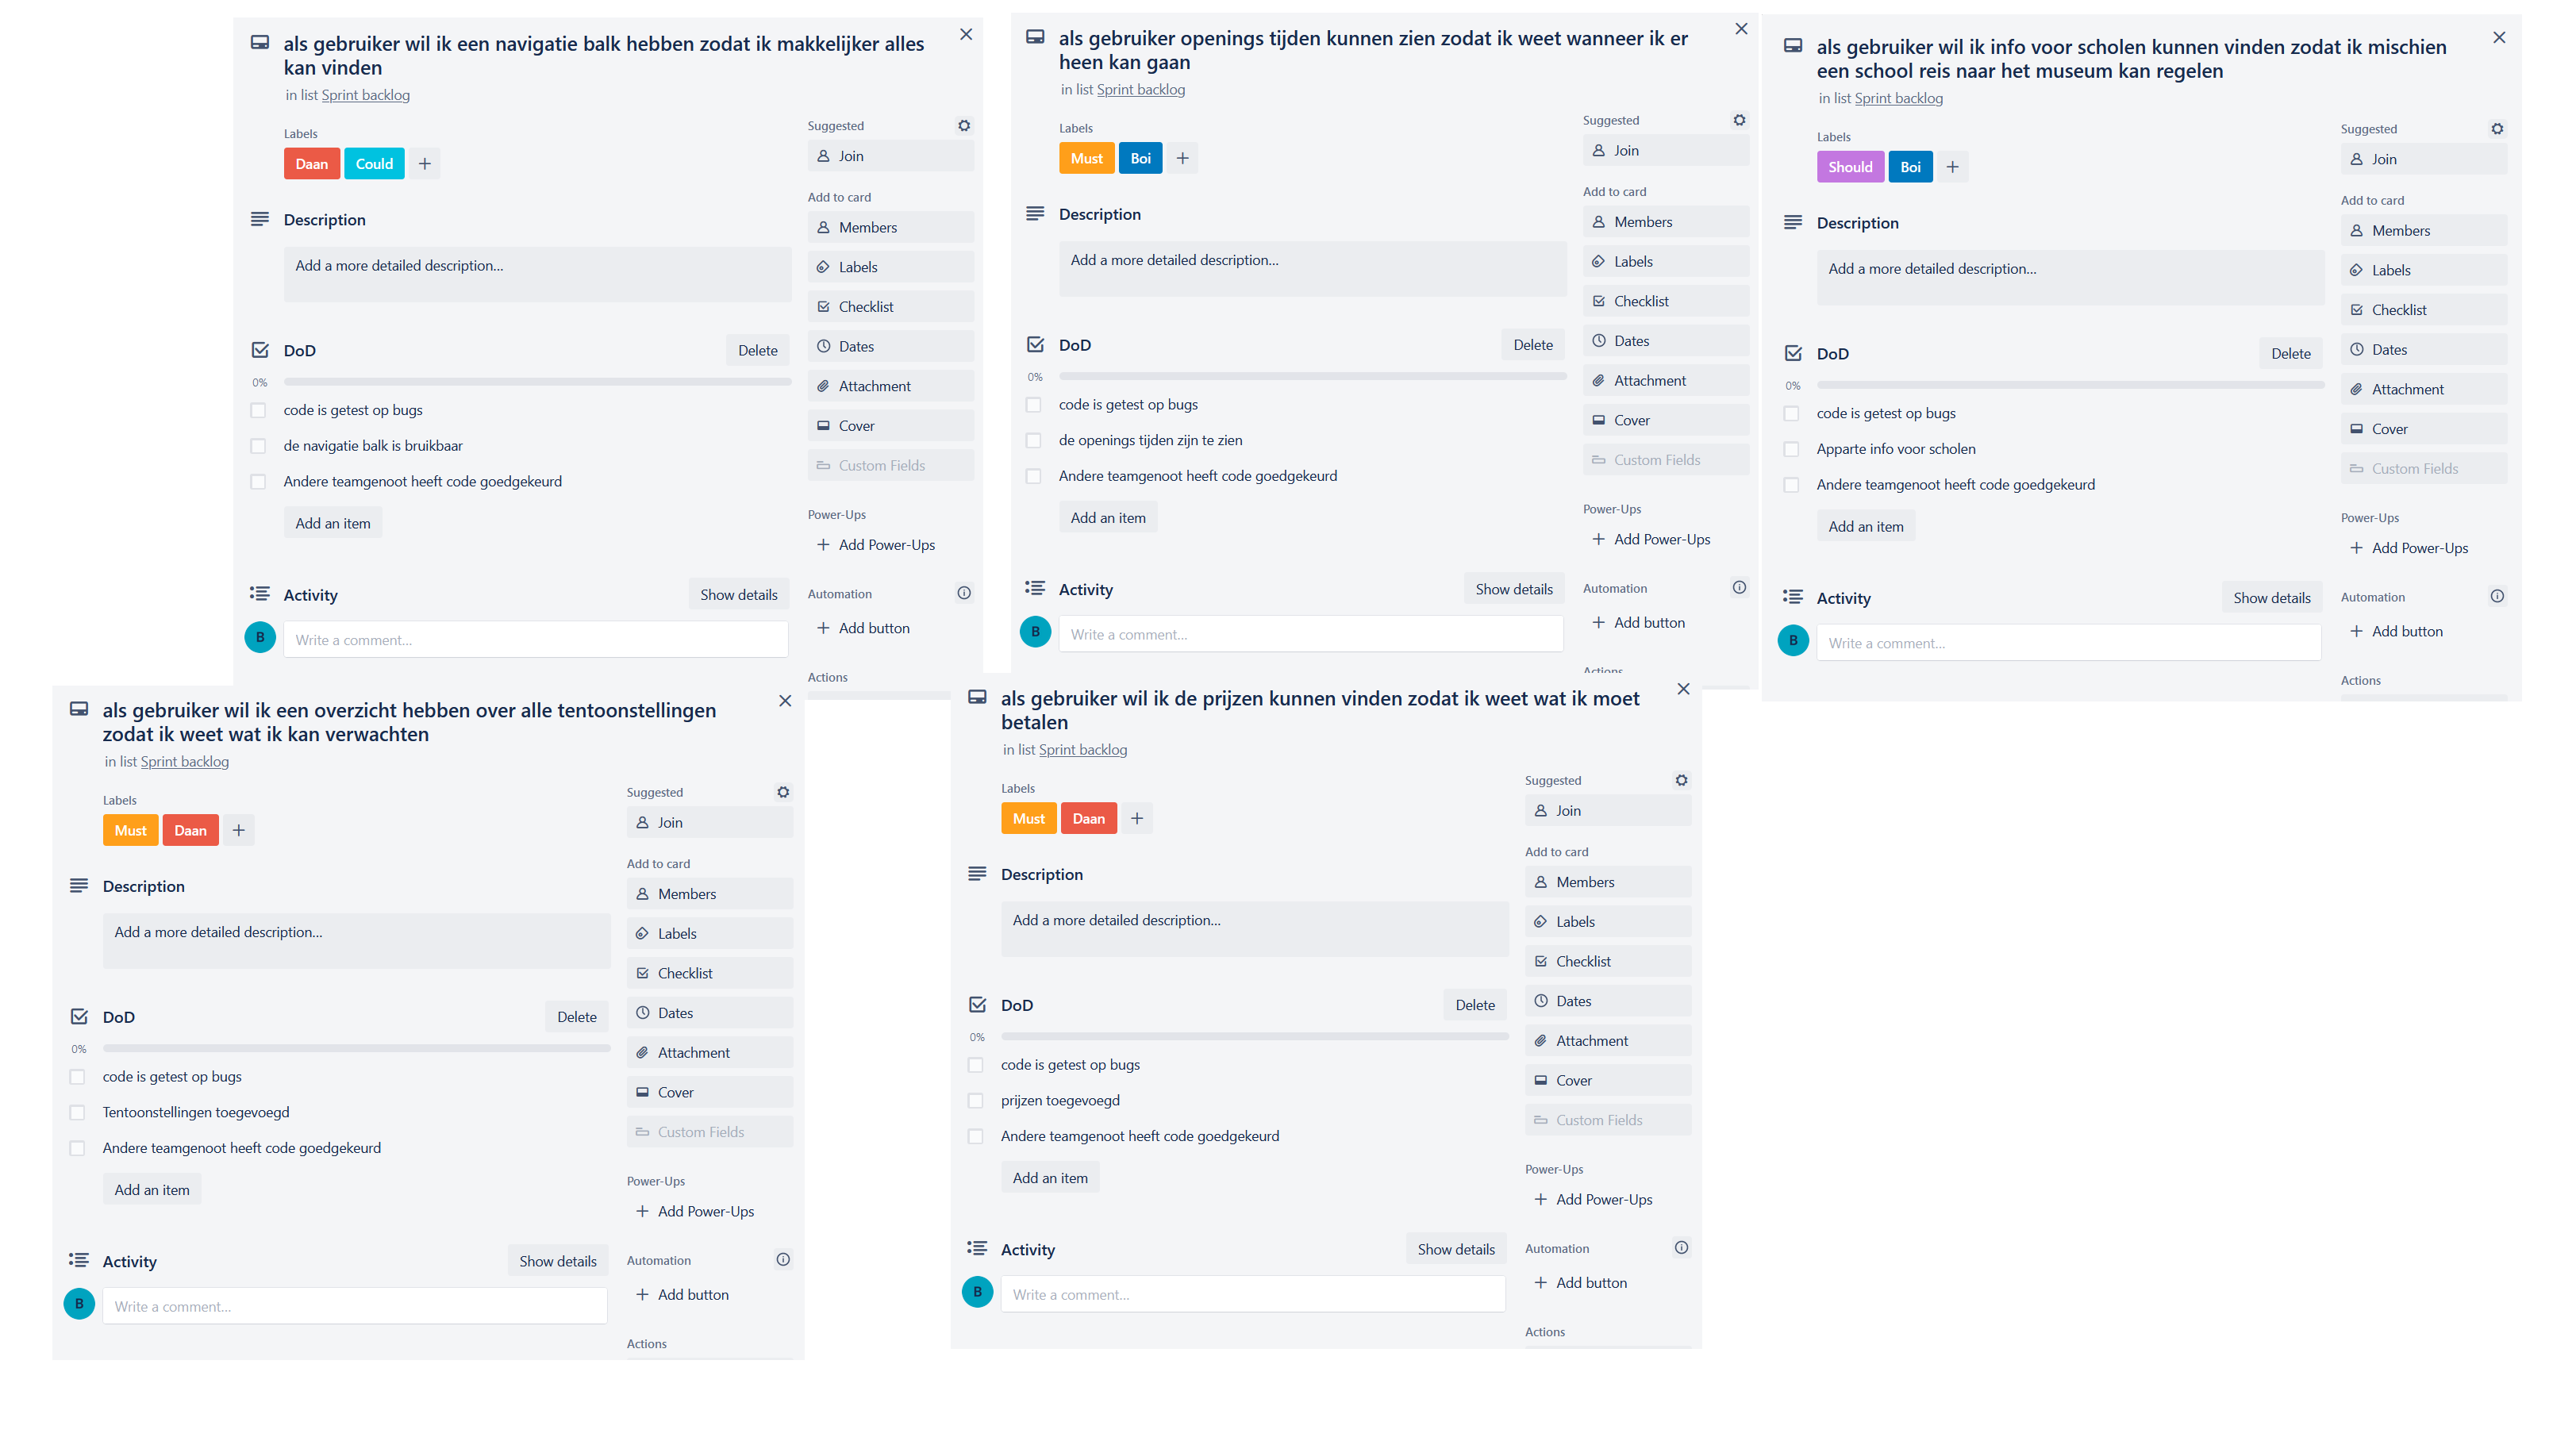 als gebruiker wil ik een navigatie balk hebben zodat ik makkelijker alles
kan vinden
in list Sprint backlog
Labels
Daan Could
Description
Add a more detailed description...
DoD
Delete
0%
code is getest op bugs
de navigatie balk is bruikbaar
Andere teamgenoot heeft code goedgekeurd
Add an item
Activity
Show details
B
Write a comment...
Suggested
Join
Add to card
Members
Labels
Checklist
Dates
Attachment
Cover
Custom Fields
Power-Ups
Add Power-Ups
Automation
Add button
Actions
als gebruiker openings tijden kunnen zien zodat ik weet wanneer ik er
heen kan gaan
in list Sprint backlog
Labels
Must Boi
Description
Add a more detailed description...
DoD
Delete
0%
code is getest op bugs
de openings tijden zijn te zien
Andere teamgenoot heeft code goedgekeurd
Add an item
Activity
Show details
B
Write a comment...
Suggested
Join
Add to card
Members
Labels
Checklist
Dates
Attachment
Cover
Custom Fields
Power-Ups
Add Power-Ups
Automation
Add button
Actions
als gebruiker wil ik info voor scholen kunnen vinden zodat ik mischien
een school reis naar het museum kan regelen
in list Sprint backlog
Labels
Should Boi
Description
Add a more detailed description...
DoD
Delete
0%
code is getest op bugs
Apparte info voor scholen
Andere teamgenoot heeft code goedgekeurd
Add an item
Activity
Show details
B
Write a comment...
Suggested
Join
Add to card
Members
Labels
Checklist
Dates
Attachment
Cover
Custom Fields
Power-Ups
Add Power-Ups
Automation
Add button
Actions
als gebruiker wil ik een overzicht hebben over alle tentoonstellingen
zodat ik weet wat ik kan verwachten
in list Sprint backlog
Labels
Must Daan
Description
Add a more detailed description...
DoD
Delete
0%
code is getest op bugs
Tentoonstellingen toegevoegd
Andere teamgenoot heeft code goedgekeurd
Add an item
Activity
Show details
B
Write a comment...
Suggested
Join
Add to card
Members
Labels
Checklist
Dates
Attachment
Cover
Custom Fields
Power-Ups
Add Power-Ups
Automation
Add button
Actions
als gebruiker wil ik de prijzen kunnen vinden zodat ik weet wat ik moet
betalen
in list Sprint backlog
Labels
Must Daan
Description
Add a more detailed description...
DoD
Delete
0%
code is getest op bugs
prijzen toegevoegd
Andere teamgenoot heeft code goedgekeurd
Add an item
Activity
Show details
B
Write a comment...
Suggested
Join
Add to card
Members
Labels
Checklist
Dates
Attachment
Cover
Custom Fields
Power-Ups
Add Power-Ups
Automation
Add button
Actions